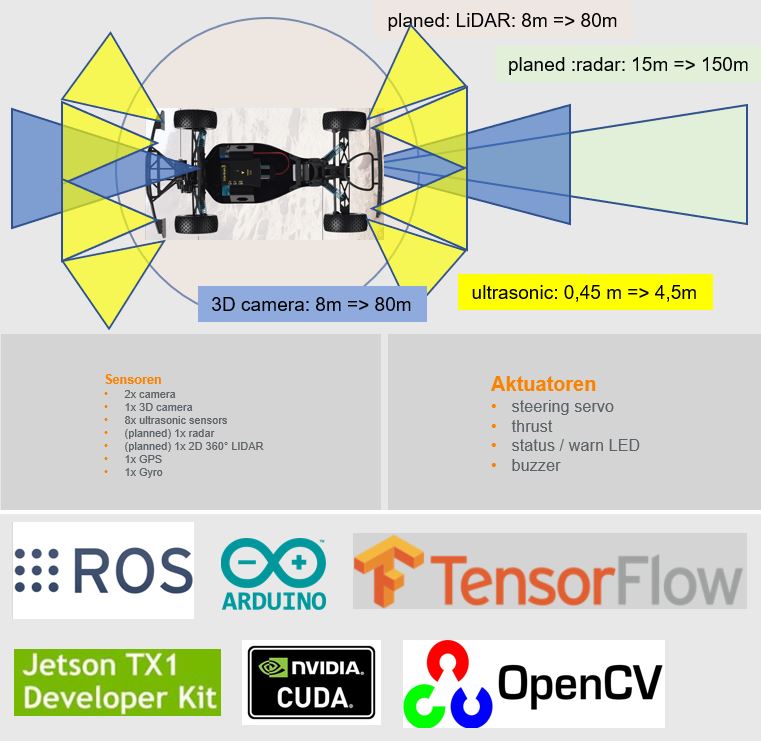 planed: LiDAR: 8m => 80m
planed :radar: 15m => 150m
3D camera: 8m => 80m
ultrasonic: 0,45 m => 4,5m
Sensoren
• 2x camera
• 1x 3D camera
• 8x ultrasonic sensors
• (planned) 1x radar
• (planned) 1x 2D 360° LIDAR
• 1x GPS
• 1x Gyro
Aktuatoren
• steering servo
• thrust
• status / warn LED
• buzzer
ROS
ARDUINO
TensorFlow
Jetson TX1
Developer Kit
NVIDIA.
CUDA.
OpenCV